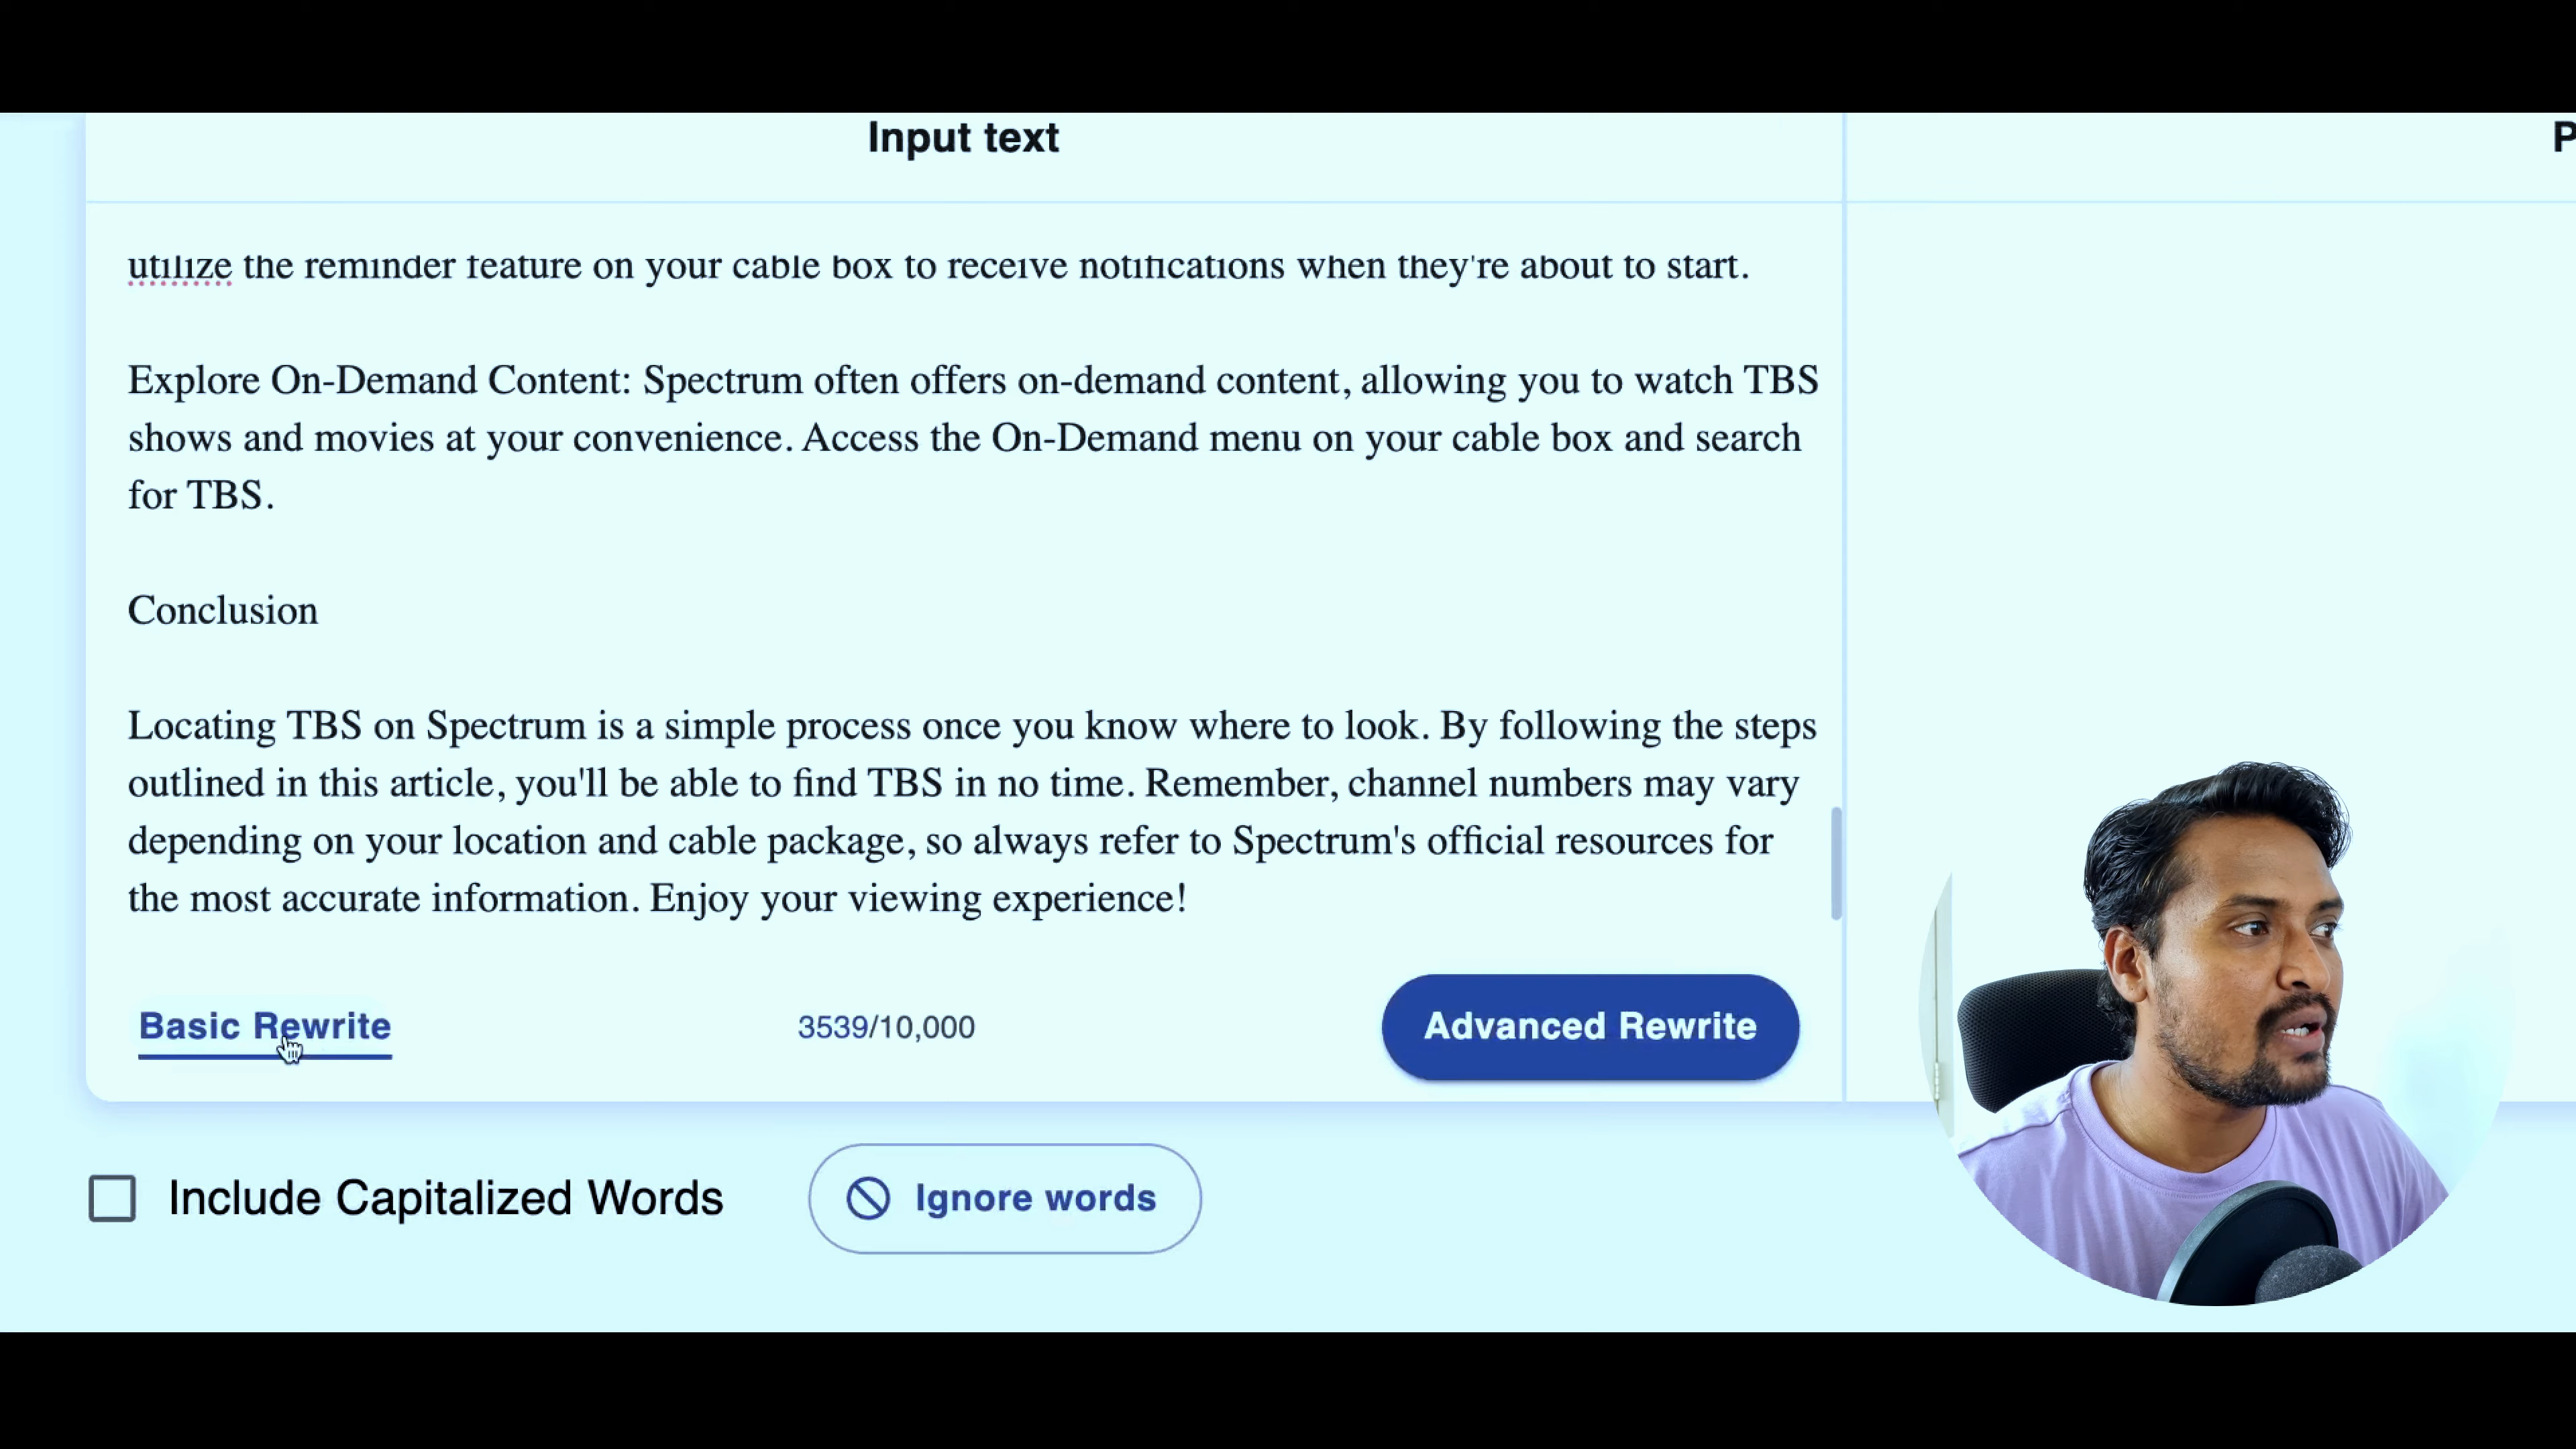 Input text
P
utilize the reminder feature on your cable box to receive notifications when they're about to start.
Explore On-Demand Content: Spectrum often offers on-demand content, allowing you to watch TBS
shows and movies at your convenience. Access the On-Demand menu on your cable box and search
for TBS.
Conclusion
Locating TBS on Spectrum is a simple process once you know where to look. By following the steps
outlined in this article, you'll be able to find TBS in no time. Remember, channel numbers may vary
depending on your location and cable package, so always refer to Spectrum's official resources for
the most accurate information. Enjoy your viewing experience!
Basic Rewrite
3539/10,000
Advanced Rewrite
Include Capitalized Words
Ignore words